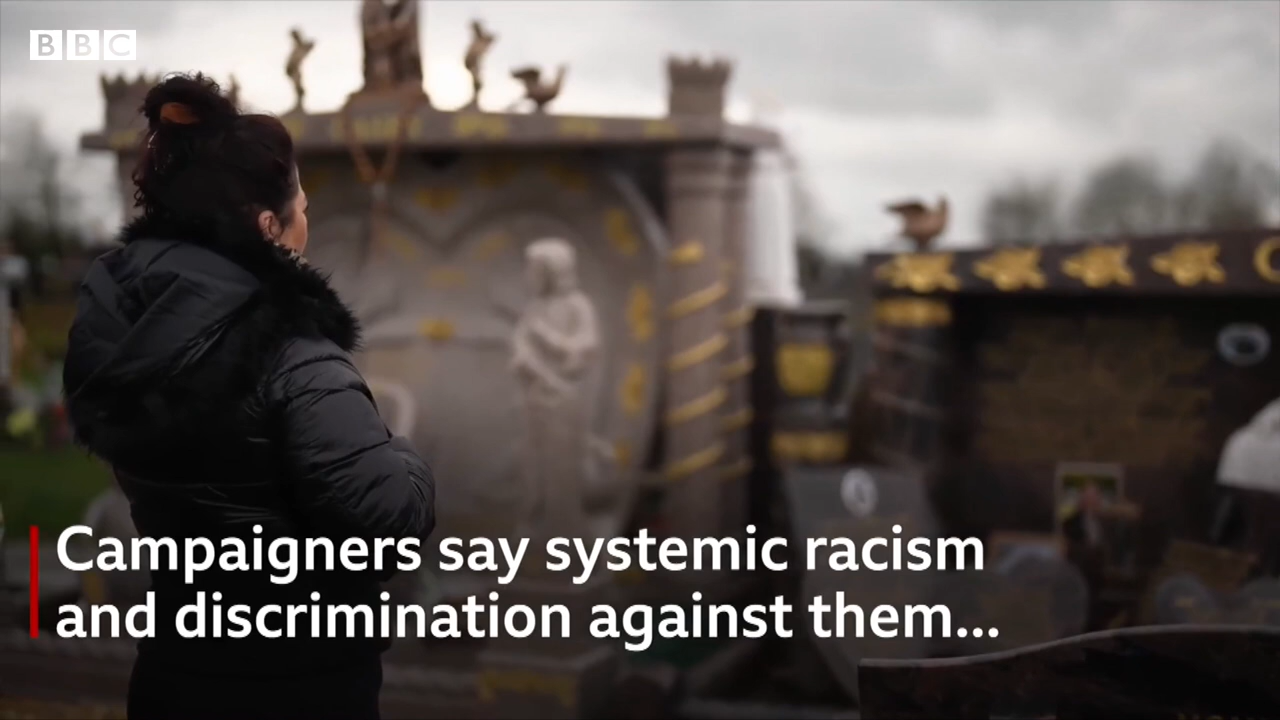 BBC
Campaigners say systemic racism
and discrimination against them...